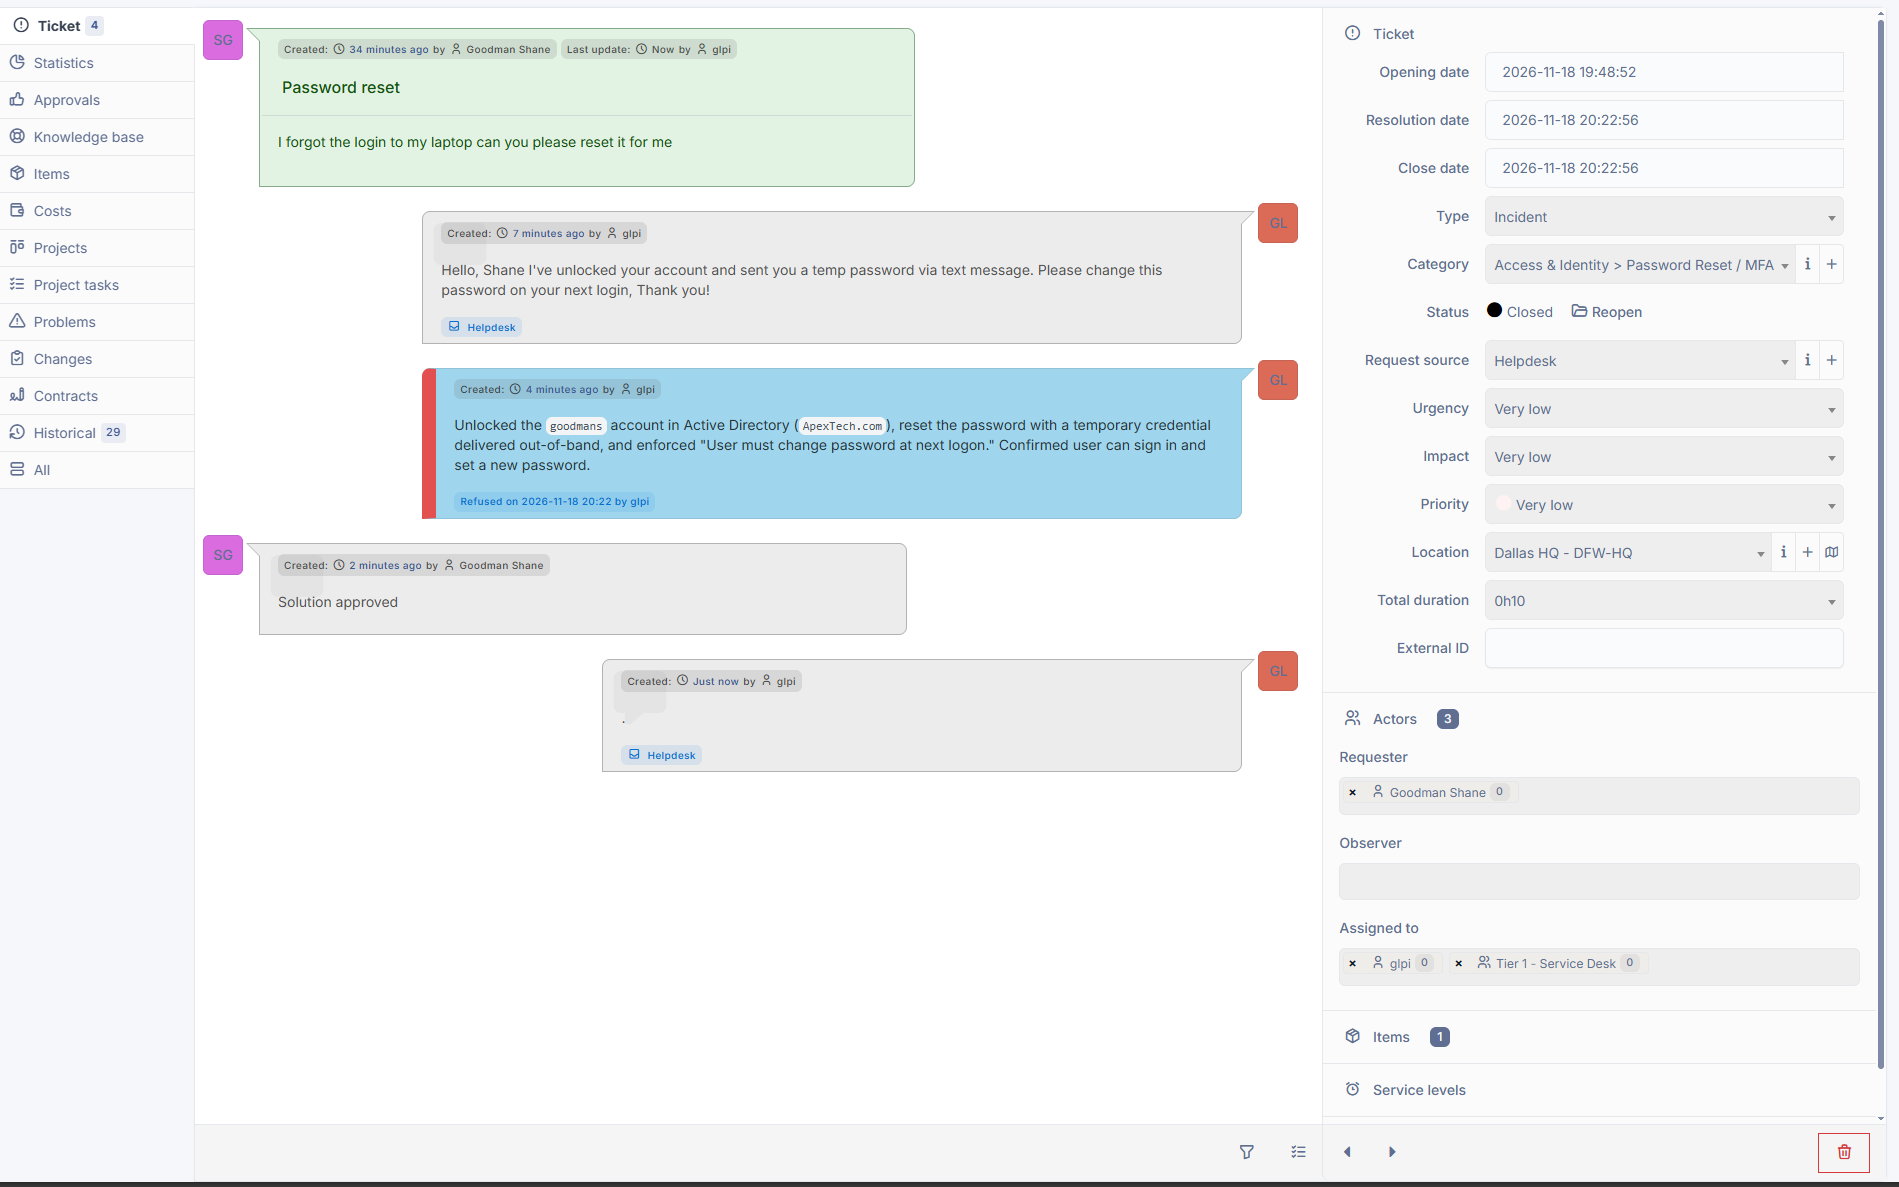 Ticket 4
Statistics
Approvals
Knowledge base
Items
Costs
Projects
Project tasks
Problems
Changes
Contracts
Historical 29
All
SG
Created: 34 minutes ago by Goodman Shane Last update: Now by glpi
Password reset
I forgot the login to my laptop can you please reset it for me
GL
Created: 7 minutes ago by glpi
Hello, Shane I've unlocked your account and sent you a temp password via text message. Please change this
password on your next login, Thank you!
Helpdesk
GL
Created: 4 minutes ago by glpi
Unlocked the goodmans account in Active Directory (ApexTech.com), reset the password with a temporary credential
delivered out-of-band, and enforced "User must change password at next logon." Confirmed user can sign in and
set a new password.
Refused on 2026-11-18 20:22 by glpi
SG
Created: 2 minutes ago by Goodman Shane
Solution approved
GL
Created: Just now by glpi
.
Helpdesk
Ticket
Opening date 2026-11-18 19:48:52
Resolution date 2026-11-18 20:22:56
Close date 2026-11-18 20:22:56
Type Incident
Category Access & Identity > Password Reset / MFA
Status Closed Reopen
Request source Helpdesk
Urgency Very low
Impact Very low
Priority Very low
Location Dallas HQ - DFW-HQ
Total duration 0h10
External ID
Actors 3
Requester
× Goodman Shane 0
Observer
Assigned to
× glpi 0 × Tier 1 - Service Desk 0
Items 1
Service levels